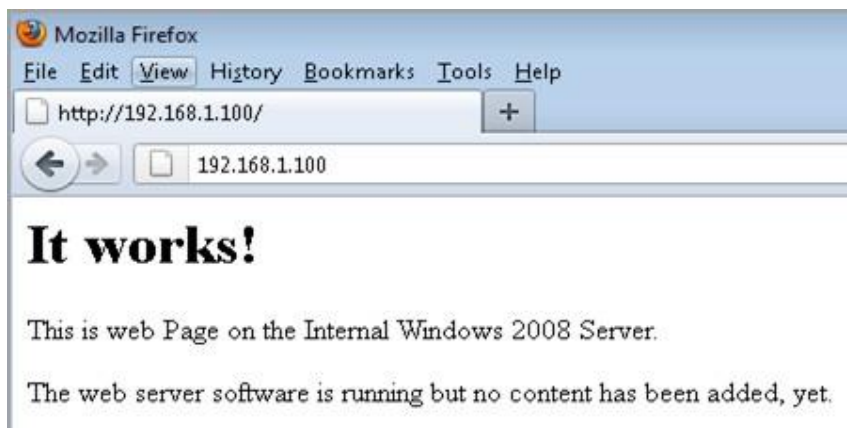 Mozilla Firefox
File Edit View History Bookmarks Tools Help
http://192.168.1.100/
+
192.168.1.100
It works!
This is web Page on the Internal Windows 2008 Server.
The web server software is running but no content has been added, yet.